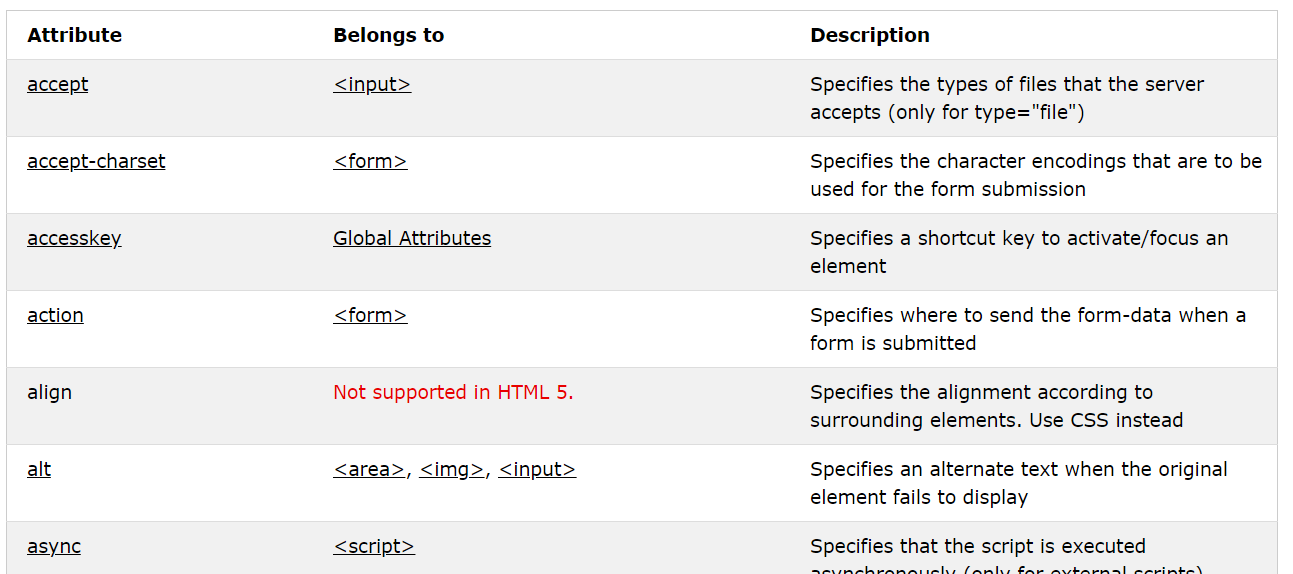 Attribute Belongs to Description
accept <input> Specifies the types of files that the server
accepts (only for type="file")
accept-charset <form> Specifies the character encodings that are to be
used for the form submission
accesskey Global Attributes Specifies a shortcut key to activate/focus an
element
action <form> Specifies where to send the form-data when a
form is submitted
align Not supported in HTML 5. Specifies the alignment according to
surrounding elements. Use CSS instead
alt <area>, <img>, <input> Specifies an alternate text when the original
element fails to display
async <script> Specifies that the script is executed
asynchronously (only for external scripts)